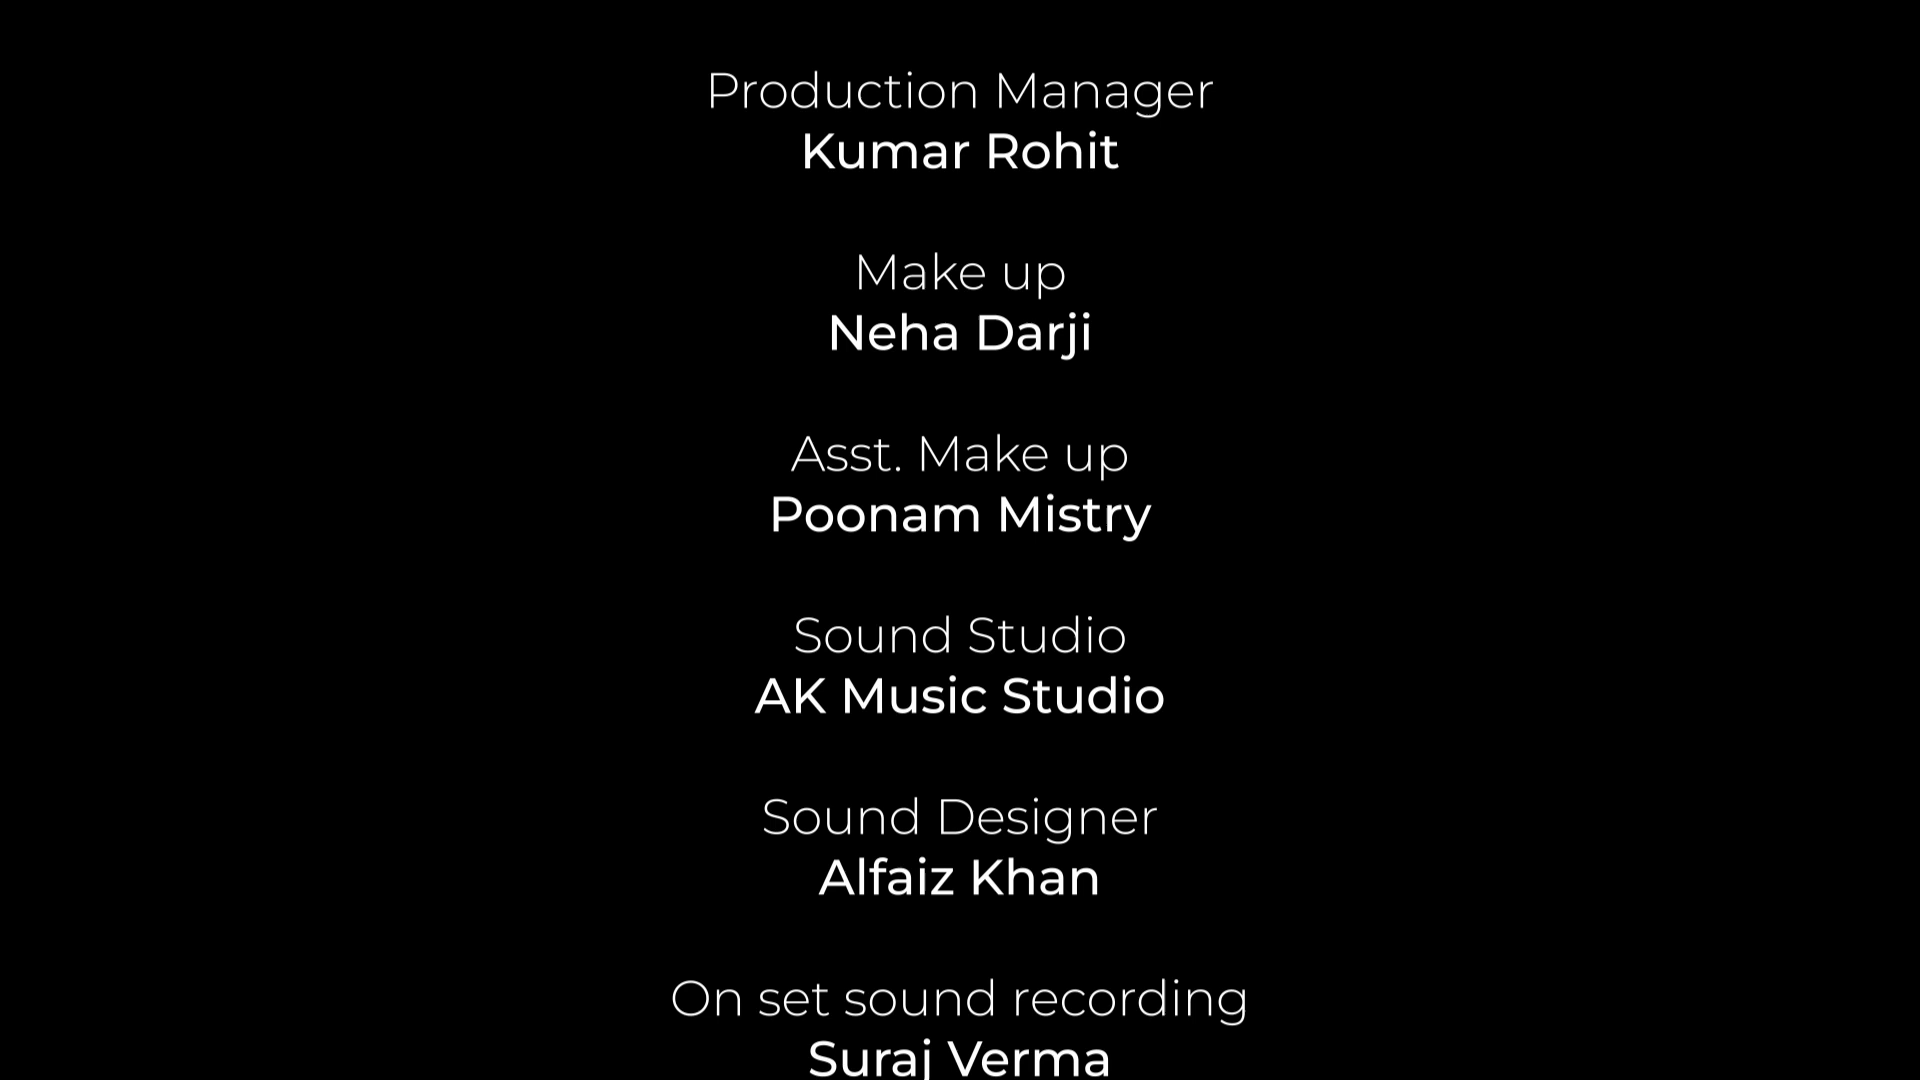 Production Manager
Kumar Rohit
Make up
Neha Darji
Asst. Make up
Poonam Mistry
Sound Studio
AK Music Studio
Sound Designer
Alfaiz Khan
On set sound recording
Suraj Verma